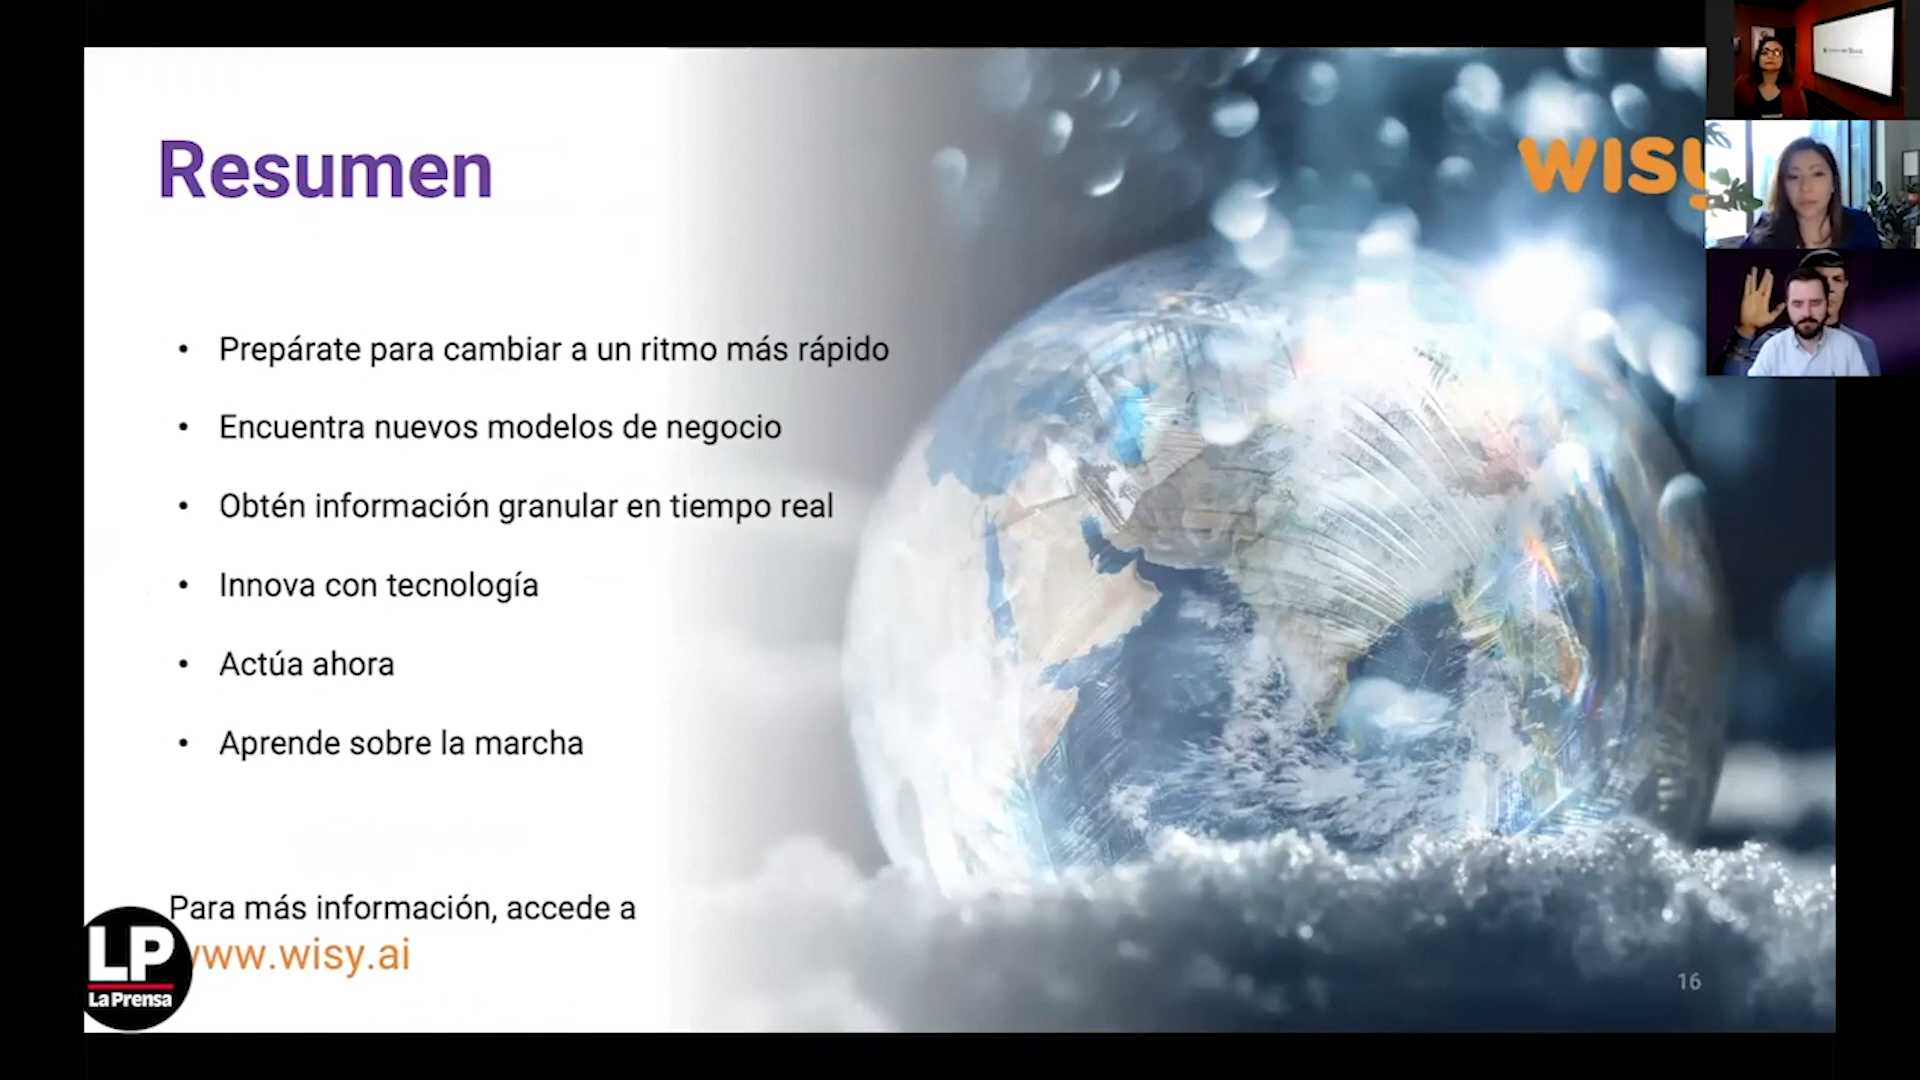 Resumen
WISY
• Prepárate para cambiar a un ritmo más rápido
• Encuentra nuevos modelos de negocio
• Obtén información granular en tiempo real
• Innova con tecnología
• Actúa ahora
• Aprende sobre la marcha
Para más información, accede a
www.wisy.ai
LP
La Prensa
16